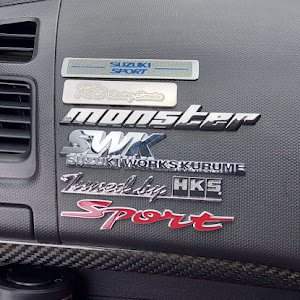 SUZUKI
SPORT
monster
SWK
SUZUKI WORKS KURUME
Tuned by HKS
Sport